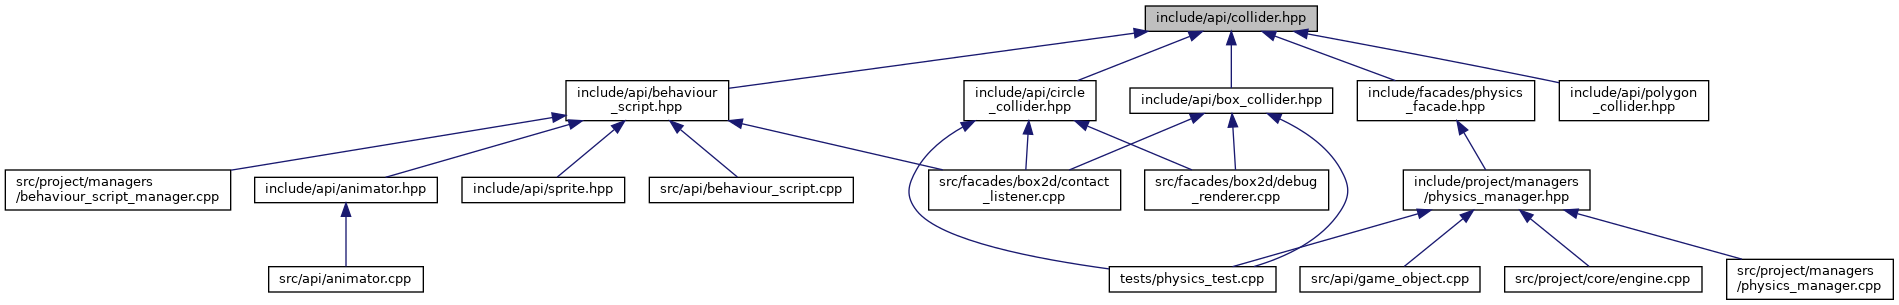 include/api/collider.hpp
include/api/behaviour
_script.hpp
include/api/circle
_collider.hpp
include/api/box_collider.hpp
include/facades/physics
_facade.hpp
include/api/polygon
_collider.hpp
src/project/managers
/behaviour_script_manager.cpp
include/api/animator.hpp
include/api/sprite.hpp
src/api/behaviour_script.cpp
src/facades/box2d/contact
_listener.cpp
src/facades/box2d/debug
_renderer.cpp
include/project/managers
/physics_manager.hpp
src/api/animator.cpp
tests/physics_test.cpp
src/api/game_object.cpp
src/project/core/engine.cpp
src/project/managers
/physics_manager.cpp